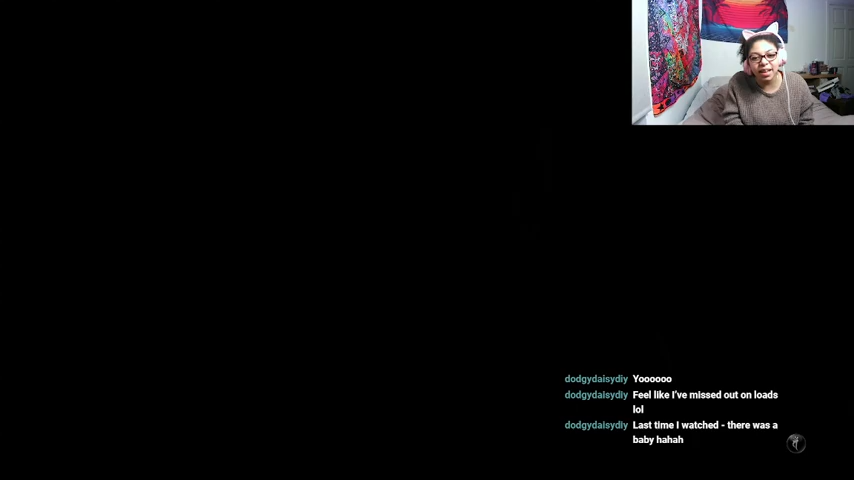 dodgydaisydiy Yoooooo
dodgydaisydiy Feel like I've missed out on loads
lol
dodgydaisydiy Last time I watched - there was a
baby hahah